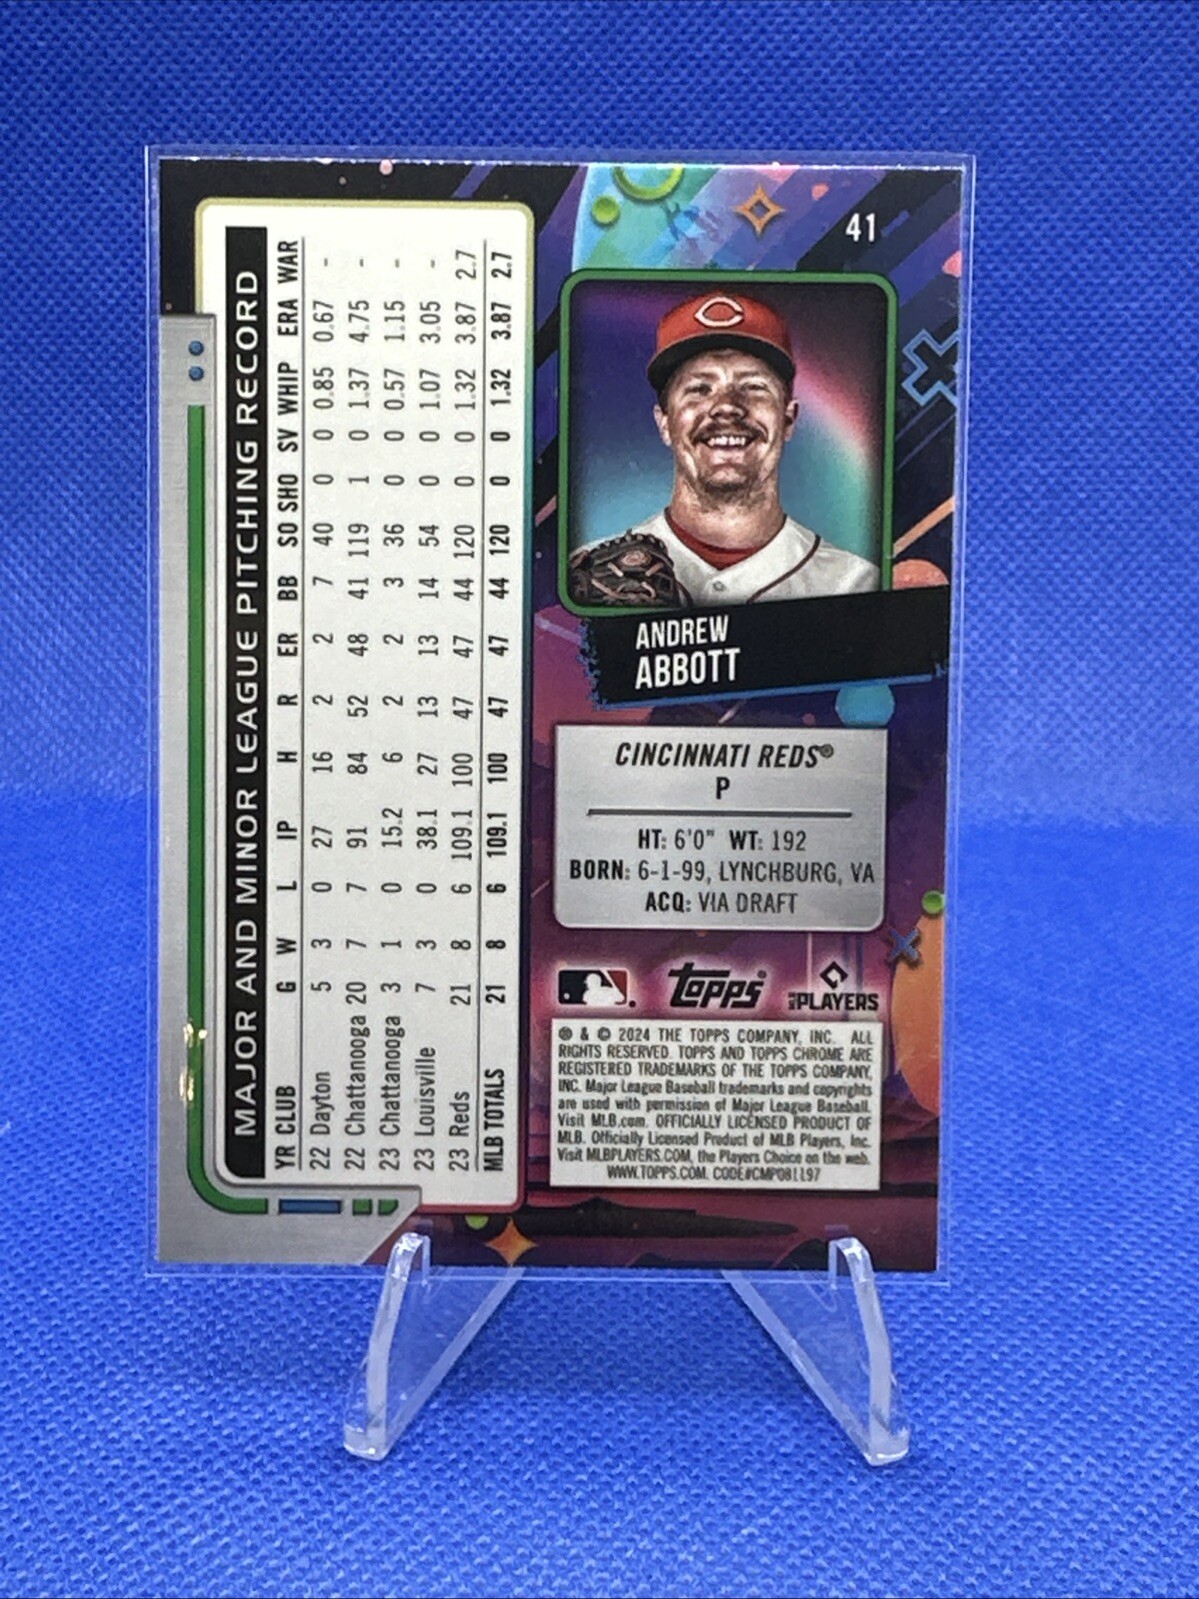 41
MAJOR AND MINOR LEAGUE PITCHING RECORD
YR CLUB G W L IP H R ER BB SO SHO SV WHIP ERA WAR
22 Dayton 5 3 0 27 16 2 2 7 40 0 0 0.85 0.67 -
22 Chattanooga 20 7 7 91 84 52 48 41 119 1 0 1.37 4.75 -
23 Chattanooga 3 1 0 15.2 6 2 2 3 36 0 0 0.57 1.15 -
23 Louisville 7 3 0 38.1 27 13 13 14 54 0 0 1.07 3.05 -
23 Reds 21 8 6 109.1 100 47 47 44 120 0 0 1.32 3.87 2.7
MLB TOTALS 21 8 6 109.1 100 47 47 44 120 0 0 1.32 3.87 2.7
C
ANDREW
ABBOTT
CINCINNATI REDS®
P
HT: 6'0" WT: 192
BORN: 6-1-99, LYNCHBURG, VA
ACQ: VIA DRAFT
topps®
MLB PLAYERS
® & © 2024 THE TOPPS COMPANY, INC. ALL
RIGHTS RESERVED. TOPPS AND TOPPS CHROME ARE
REGISTERED TRADEMARKS OF THE TOPPS COMPANY,
INC. Major League Baseball trademarks and copyrights
are used with permission of Major League Baseball.
Visit MLB.com. OFFICIALLY LICENSED PRODUCT OF
MLB. Officially Licensed Product of MLB Players, Inc.
Visit MLBPLAYERS.COM, the Players Choice on the web.
WWW.TOPPS.COM. CODE#CMP081197